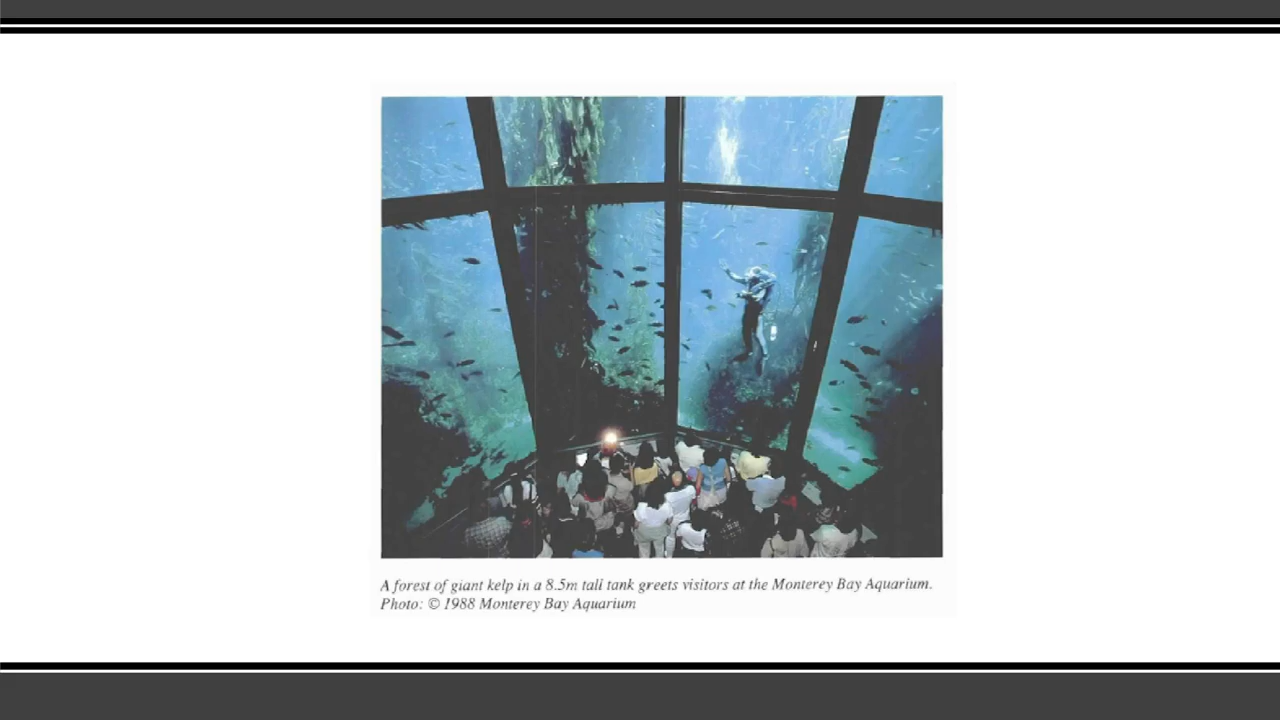 A forest of giant kelp in a 8.5m tall tank greets visitors at the Monterey Bay Aquarium.
Photo: © 1988 Monterey Bay Aquarium